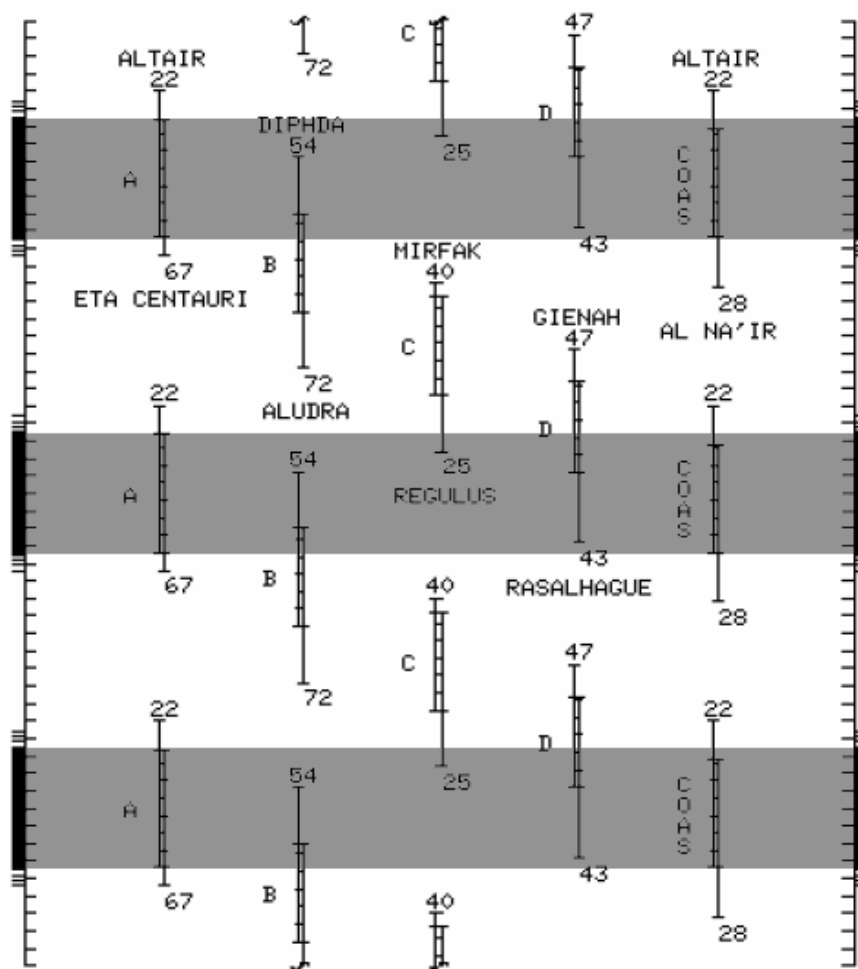 C 47
ALTAIR 72 ALTAIR
22 22
D
DIPHDA
54 25
A COAS
43
B MIRFAK
67 40
ETA CENTAURI 28
GIENAH AL NA'IR
47
C
72
22 22
ALUDRA
D
54 25
A REGULUS COAS
43
67 B 40 RASALHAGUE
28
47
C
72
22 22
D
54 25
A COAS
43
67 B 40
28